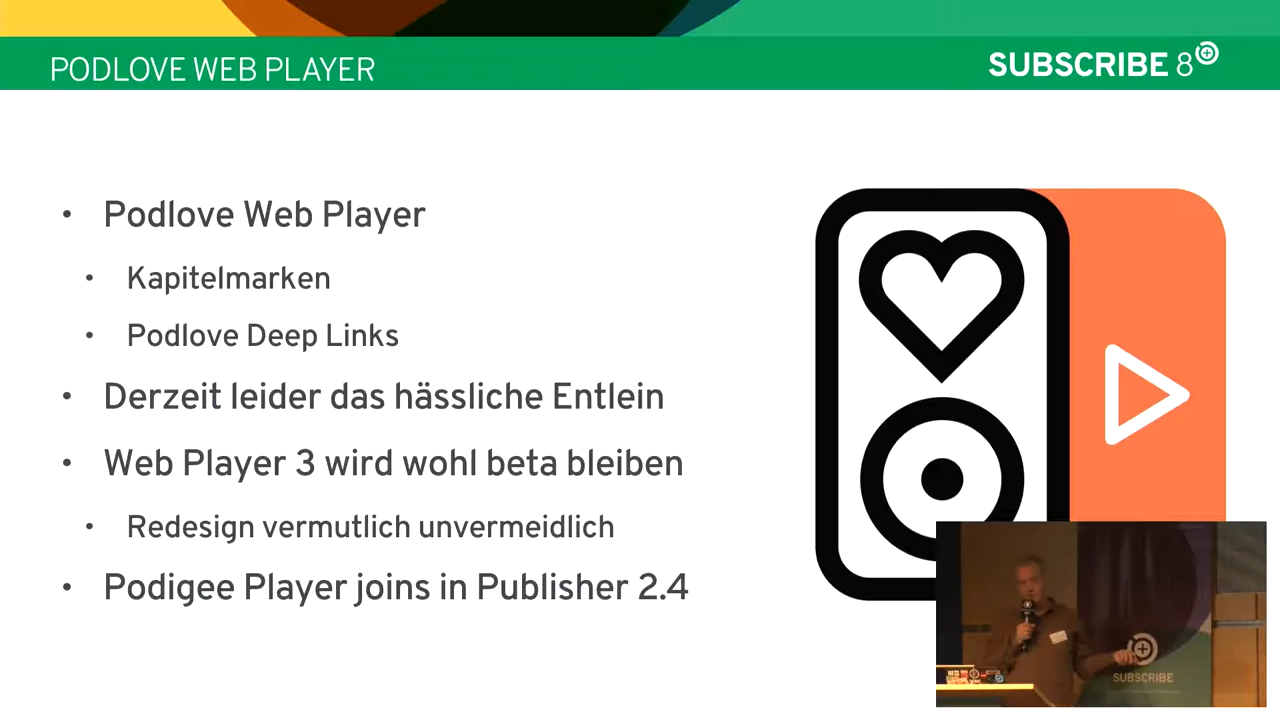 PODLOVE WEB PLAYER
SUBSCRIBE 8
• Podlove Web Player
• Kapitelmarken
• Podlove Deep Links
• Derzeit leider das hässliche Entlein
• Web Player 3 wird wohl beta bleiben
• Redesign vermutlich unvermeidlich
• Podigee Player joins in Publisher 2.4
SUBSCRIBE